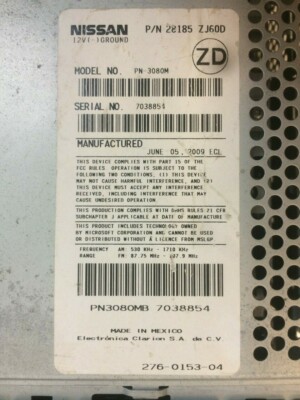 NISSAN P/N 28185 ZJ60D
12V(-)GROUND
ZD
MODEL NO. PN-3080M
SERIAL NO. 7038854
MANUFACTURED
JUNE 05, 2009 ECL
THIS DEVICE COMPLIES WITH PART 15 OF THE
FCC RULES. OPERATION IS SUBJECT TO THE
FOLLOWING TWO CONDITIONS, (1) THIS DEVICE
MAY NOT CAUSE HARMFUL INTERFERENCE, AND (2)
THIS DEVICE MUST ACCEPT ANY INTERFERENCE
RECEIVED, INCLUDING INTERFERENCE THAT MAY
CAUSE UNDESIRED OPERATION.
THIS PRODUCTION COMPLIES WITH RULES 21 CFR
SUBCHAPTER J APPLICABLE AT DATE OF MANUFACTURE
THIS PRODUCT INCLUDES TECHNOLOGY OWNED
BY MICROSOFT CORPORATION AND CANNOT BE USED
OR DISTRIBUTED WITHOUT A LICENCE FROM MSLGP
FREQUENCY AM: 530 KHz - 1710 KHz
RANGE FM: 87.75 MHz - 107.9 MHz
PN3080MB 7038854
MADE IN MEXICO
Electrónica Clarion S.A. de C.V
276-0153-04